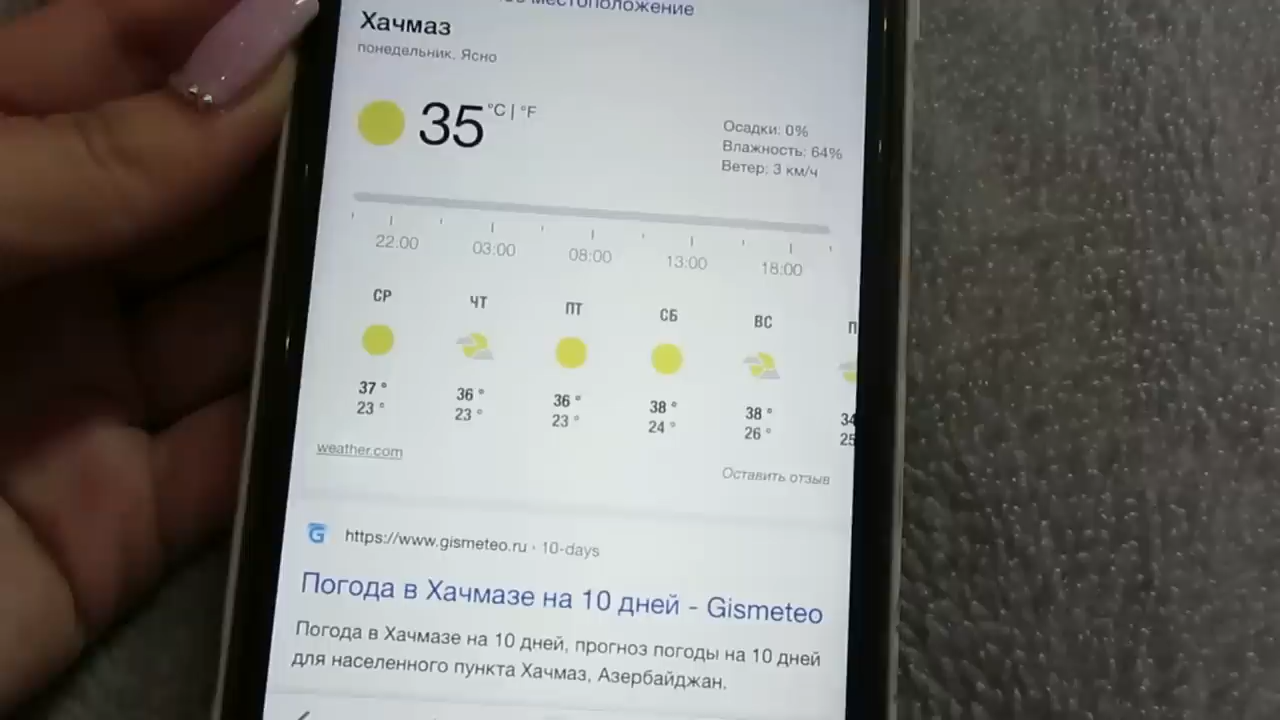 местоположение
Хачмаз
понедельник, Ясно
35 °C | °F
Осадки: 0%
Влажность: 64%
Ветер: 3 км/ч
22:00 03:00 08:00 13:00 18:00
СР ЧТ ПТ СБ ВС
37° 36° 36° 38° 38° 34
23° 23° 23° 24° 26° 25
weather.com
Оставить отзыв
https://www.gismeteo.ru › 10-days
Погода в Хачмазе на 10 дней - Gismeteo
Погода в Хачмазе на 10 дней, прогноз погоды на 10 дней
для населенного пункта Хачмаз, Азербайджан.